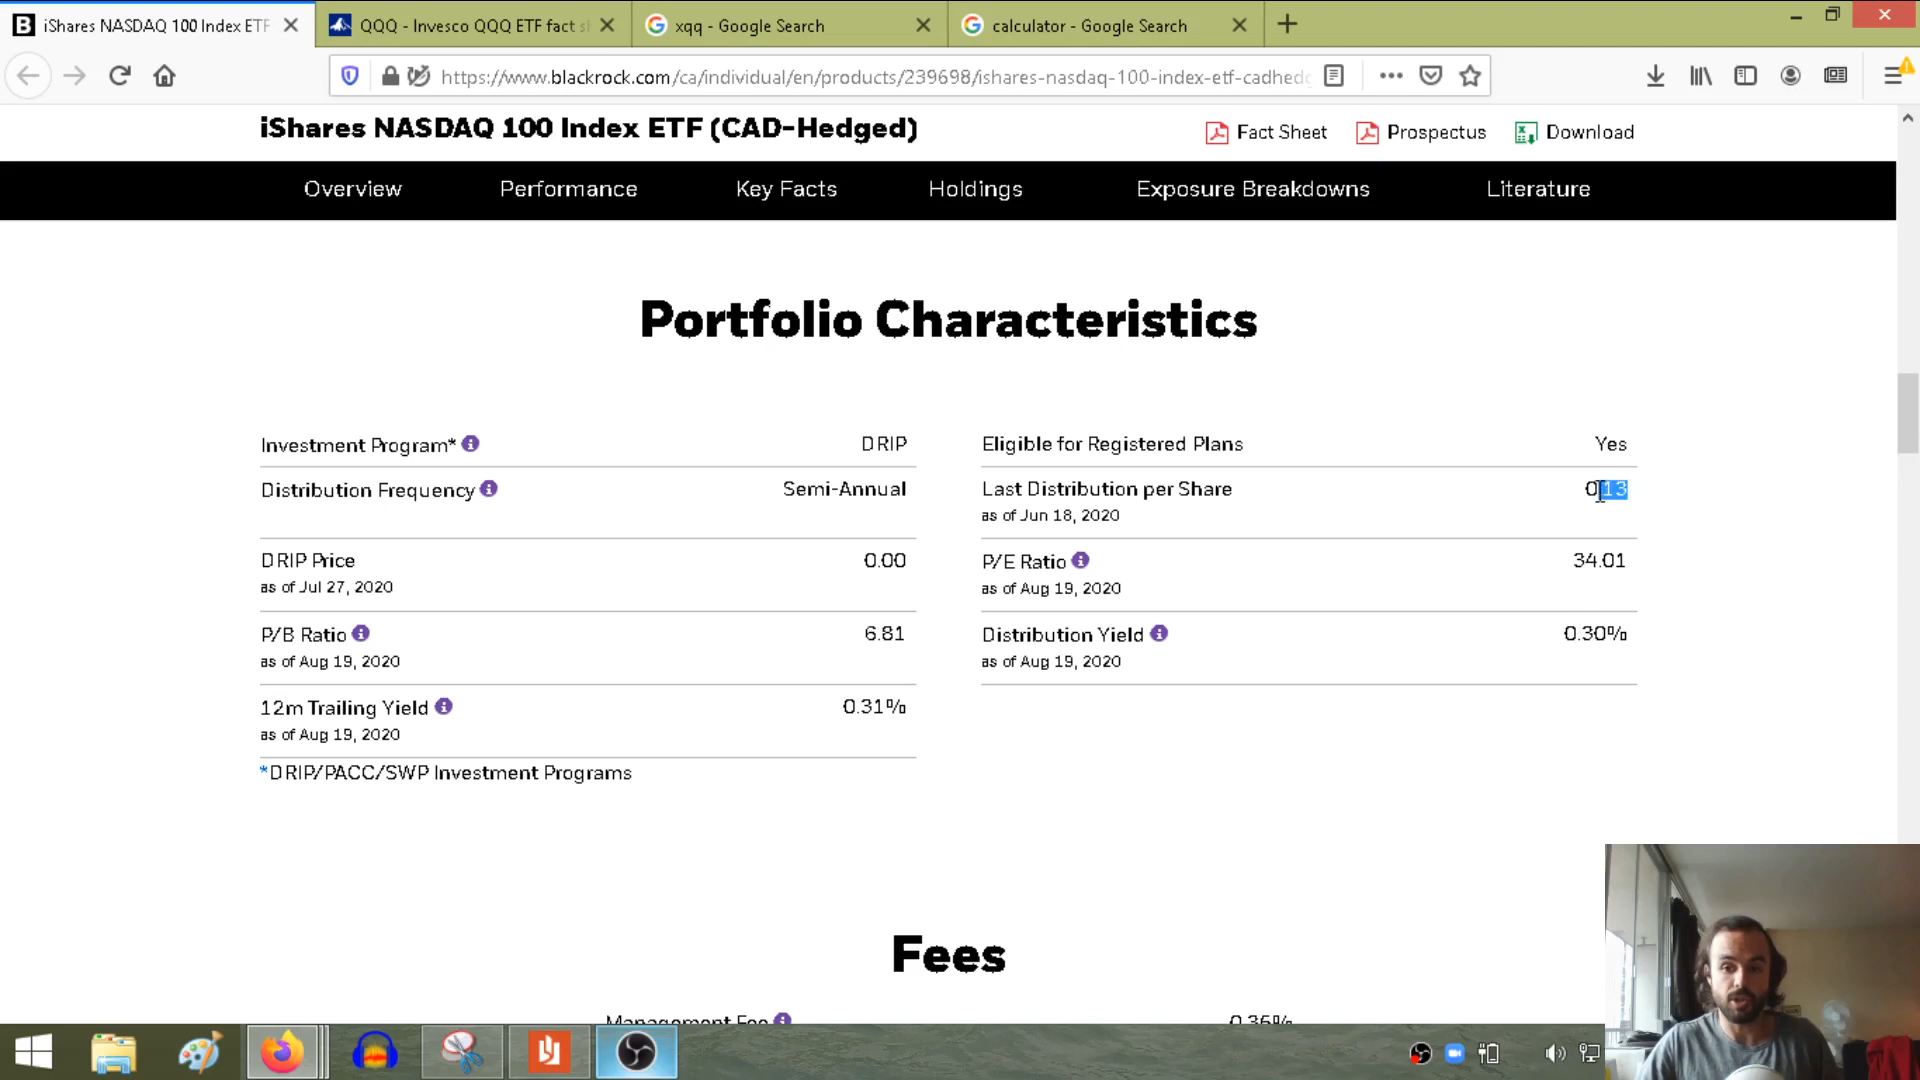 iShares NASDAQ 100 Index ETF
QQQ - Invesco QQQ ETF fact s
xqq - Google Search
calculator - Google Search
https://www.blackrock.com/ca/individual/en/products/239698/ishares-nasdaq-100-index-etf-cadhedg
iShares NASDAQ 100 Index ETF (CAD-Hedged)
Fact Sheet
Prospectus
Download
Overview
Performance
Key Facts
Holdings
Exposure Breakdowns
Literature
Portfolio Characteristics
Investment Program* DRIP
Distribution Frequency Semi-Annual
DRIP Price 0.00
as of Jul 27, 2020
P/B Ratio 6.81
as of Aug 19, 2020
12m Trailing Yield 0.31%
as of Aug 19, 2020
*DRIP/PACC/SWP Investment Programs
Eligible for Registered Plans Yes
Last Distribution per Share 0.13
as of Jun 18, 2020
P/E Ratio 34.01
as of Aug 19, 2020
Distribution Yield 0.30%
as of Aug 19, 2020
Fees
Management Fee 0.36%